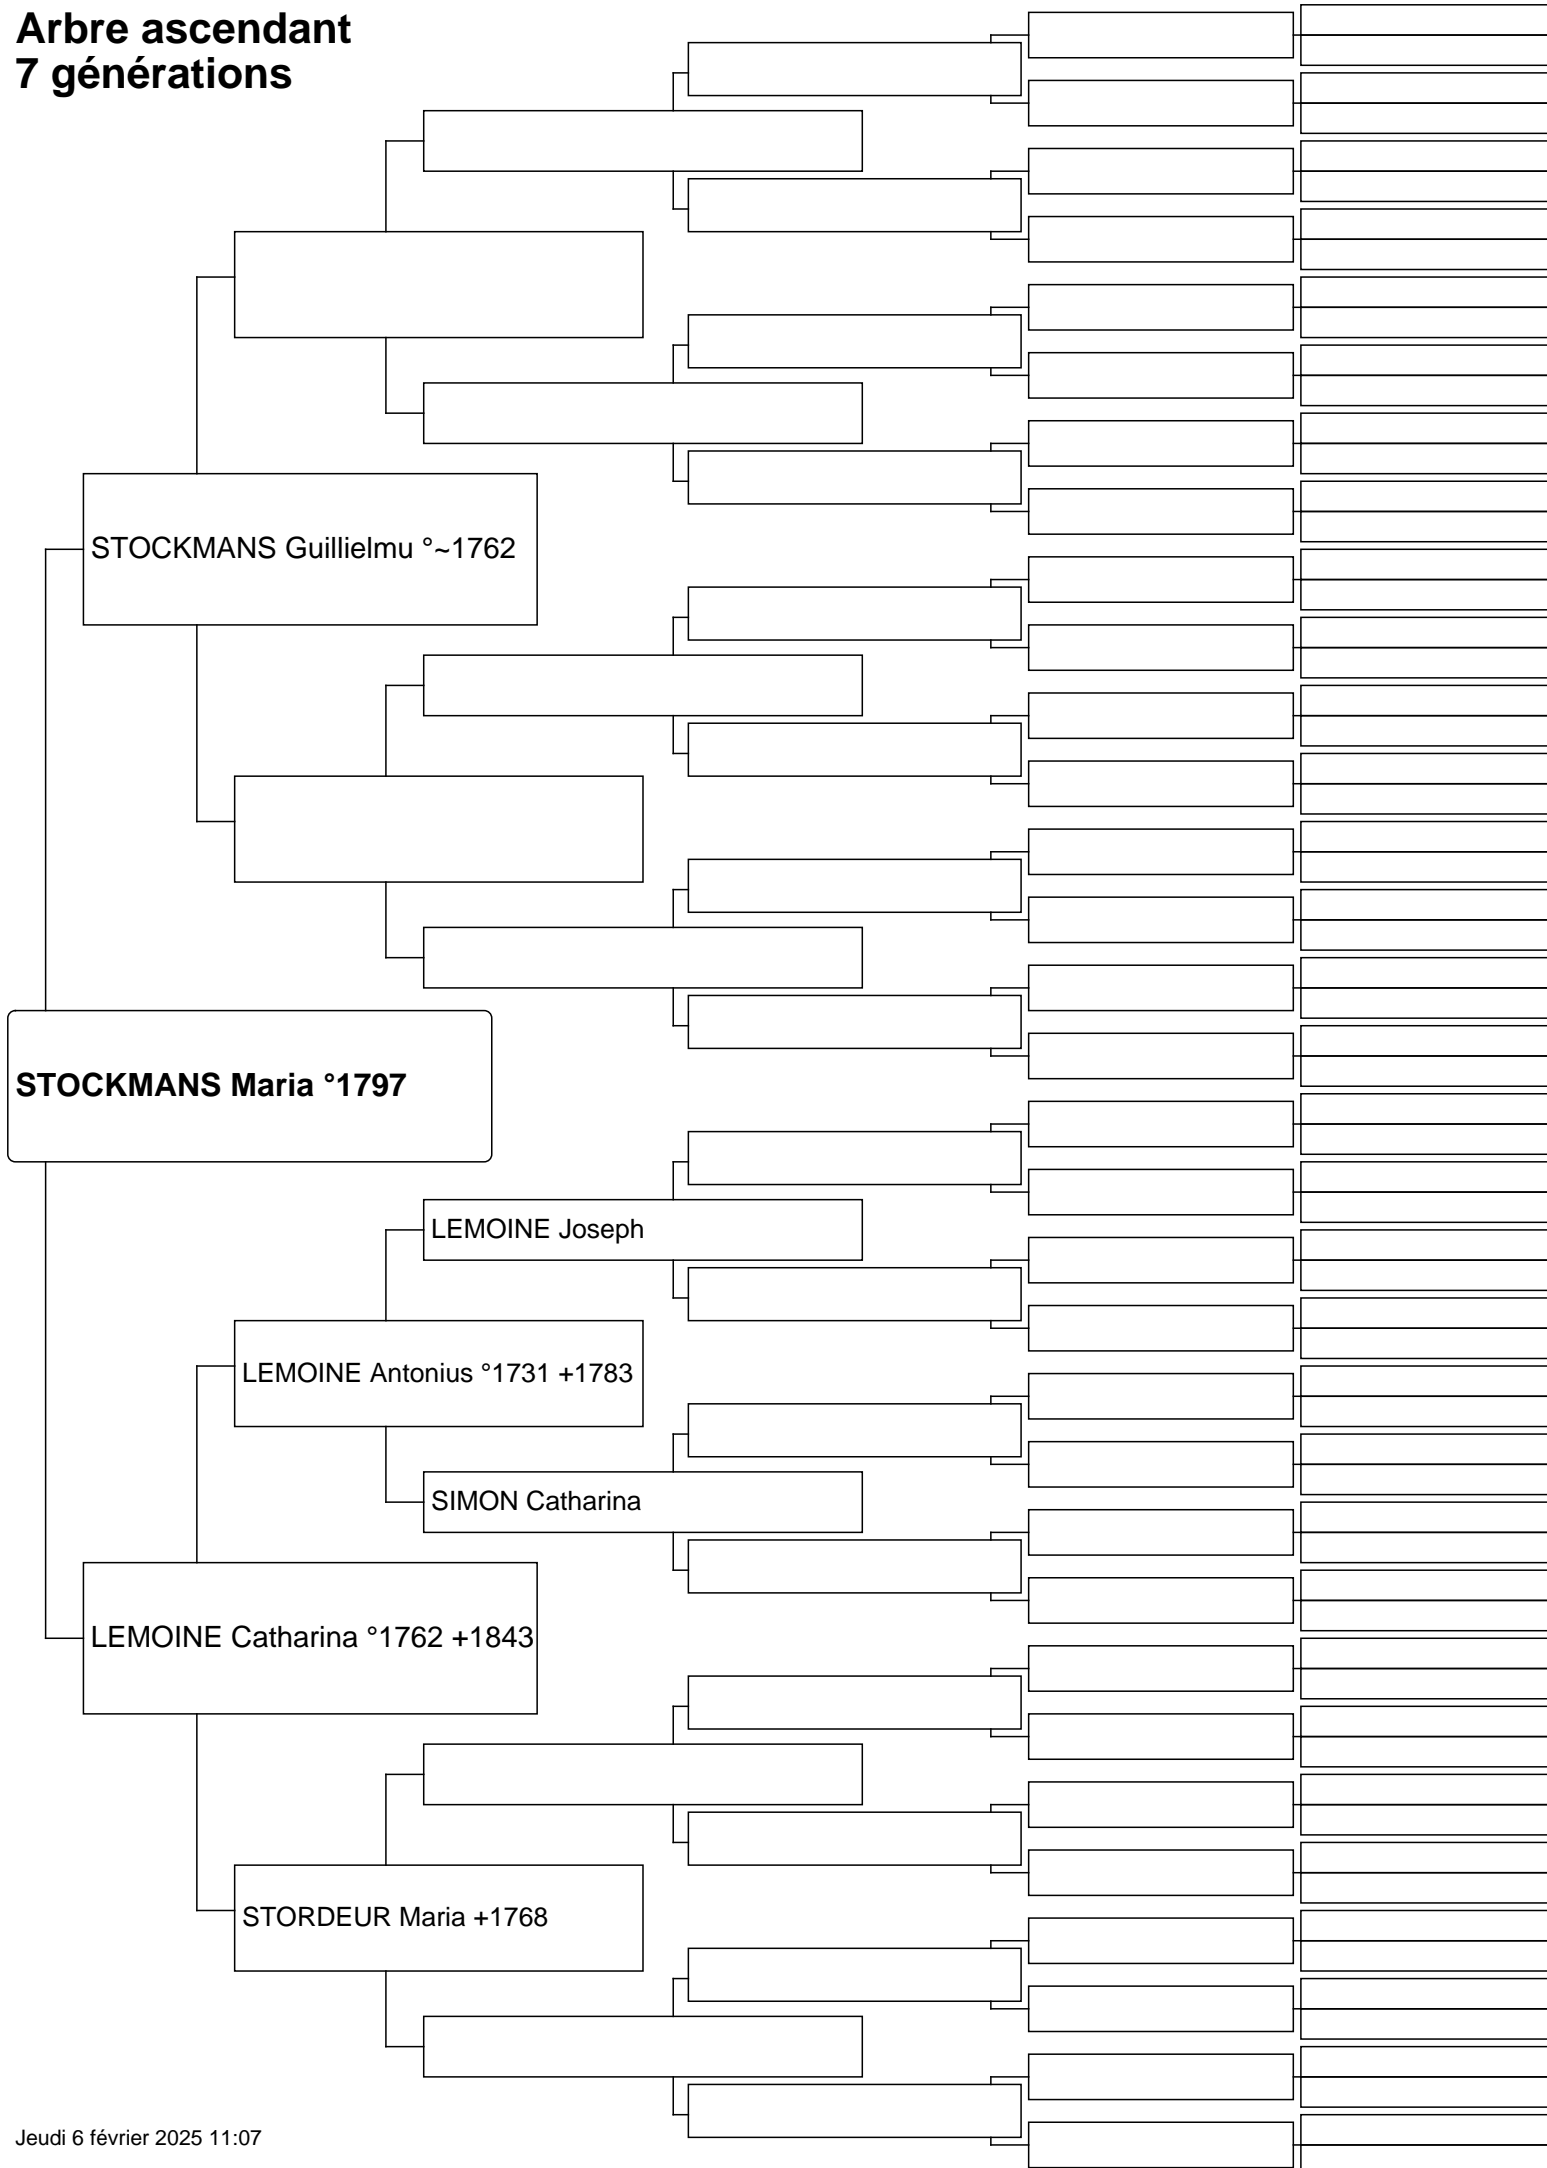 Arbre ascendant
7 générations
STOCKMANS Guillielmu °~1762
STOCKMANS Maria °1797
LEMOINE Joseph
LEMOINE Antonius °1731 +1783
SIMON Catharina
LEMOINE Catharina °1762 +1843
STORDEUR Maria +1768
Jeudi 6 février 2025 11:07